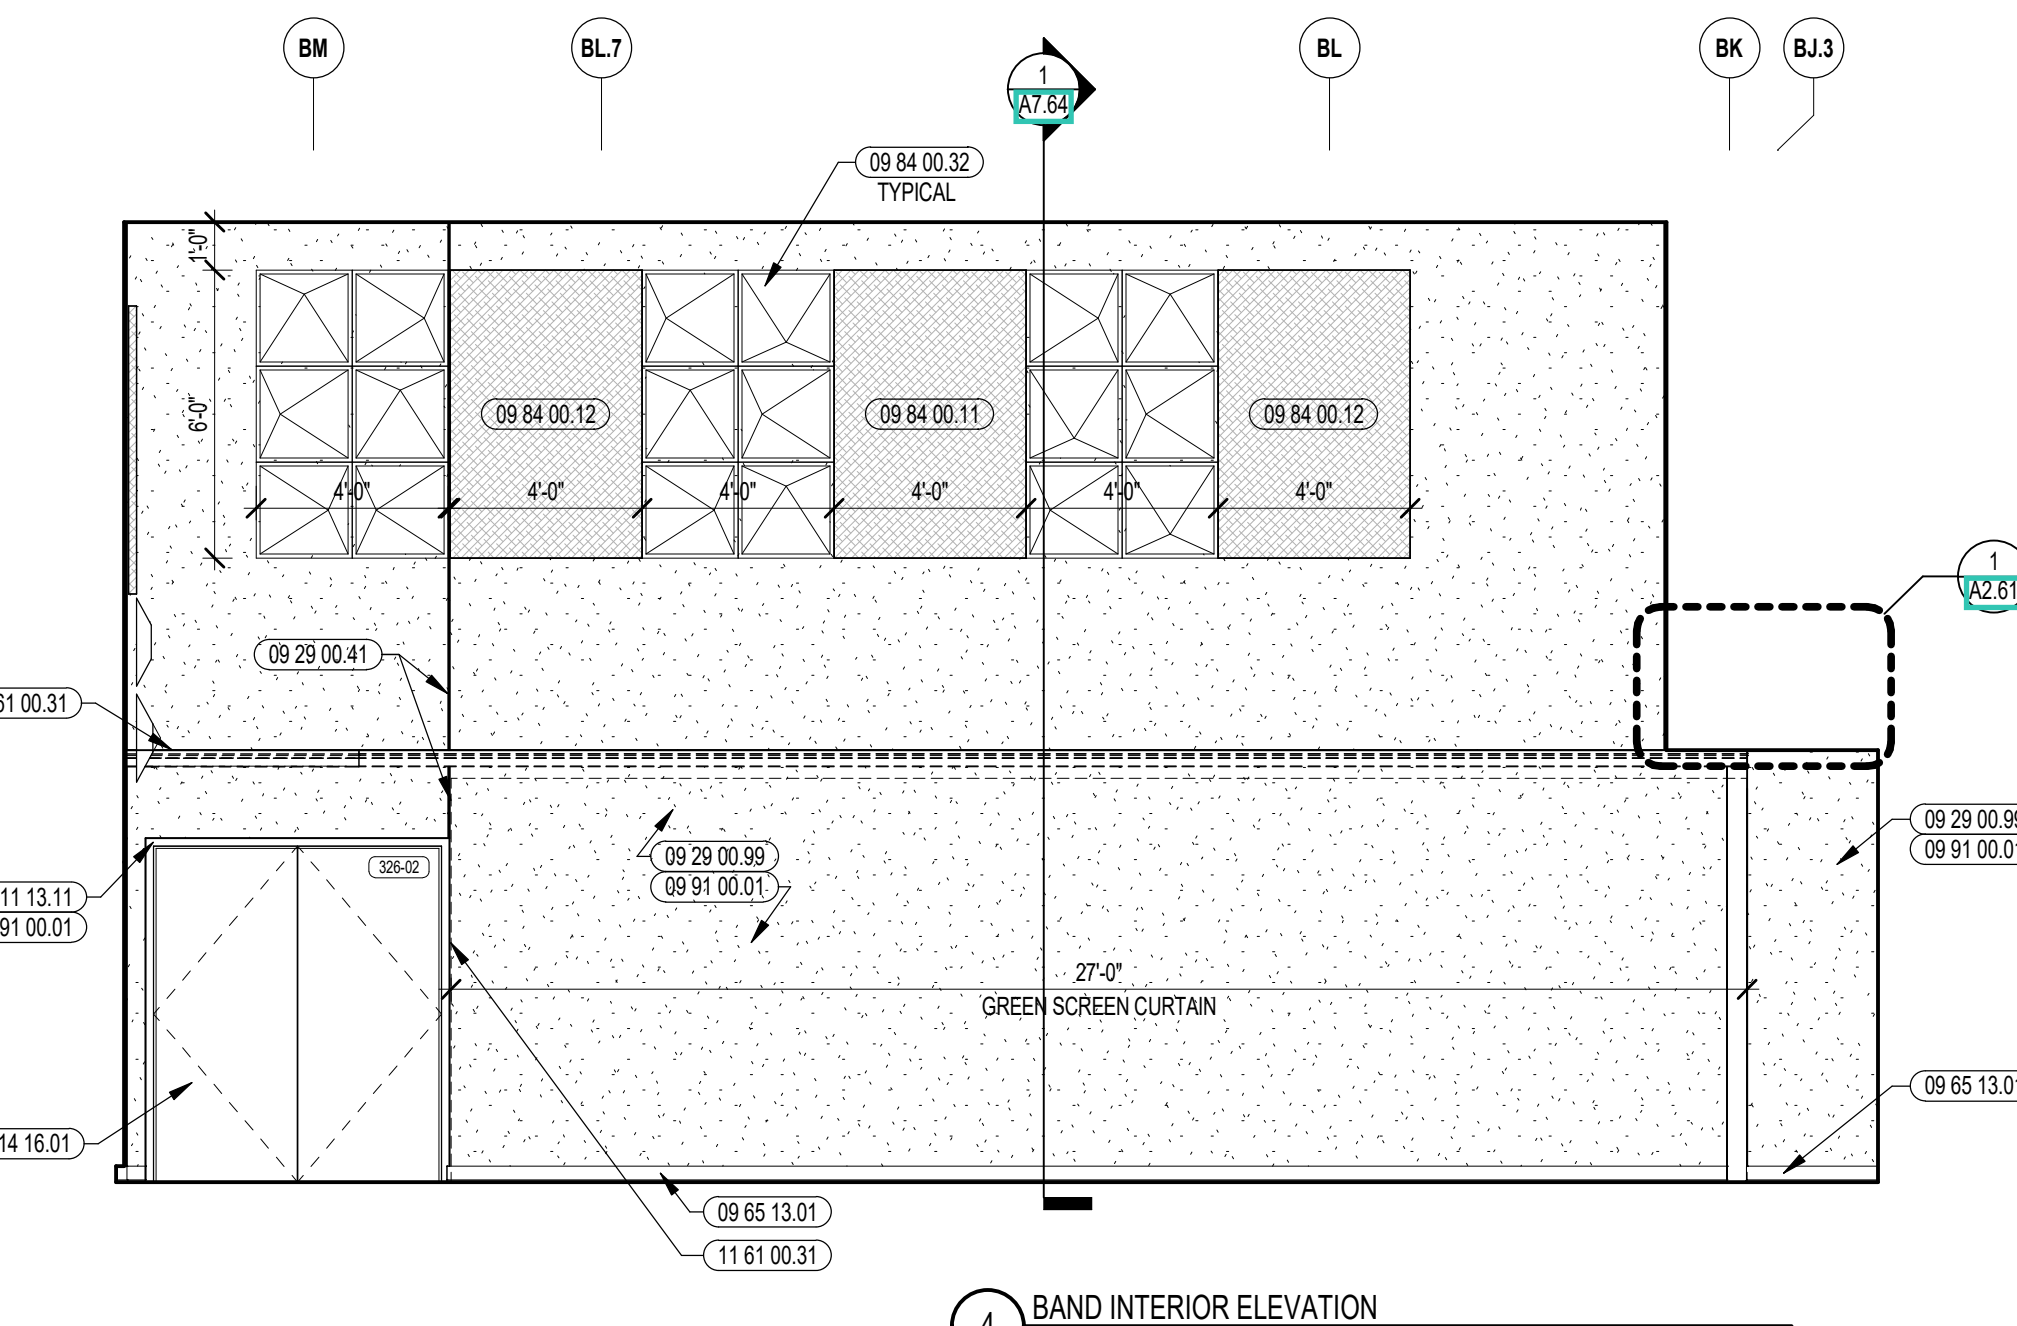 BM
BL.7
BL
BK
BJ.3
1
A7.64
09 84 00.32
TYPICAL
1'-0"
6'-0"
09 84 00.12
09 84 00.11
09 84 00.12
4'-0"
4'-0"
4'-0"
4'-0"
4'-0"
4'-0"
1
A2.61
09 29 00.41
61 00.31
09 29 00.99
09 91 00.01
09 29 00.99
09 91 00.01
326-02
11 13.11
91 00.01
27'-0"
GREEN SCREEN CURTAIN
09 65 13.01
14 16.01
09 65 13.01
11 61 00.31
4
BAND INTERIOR ELEVATION